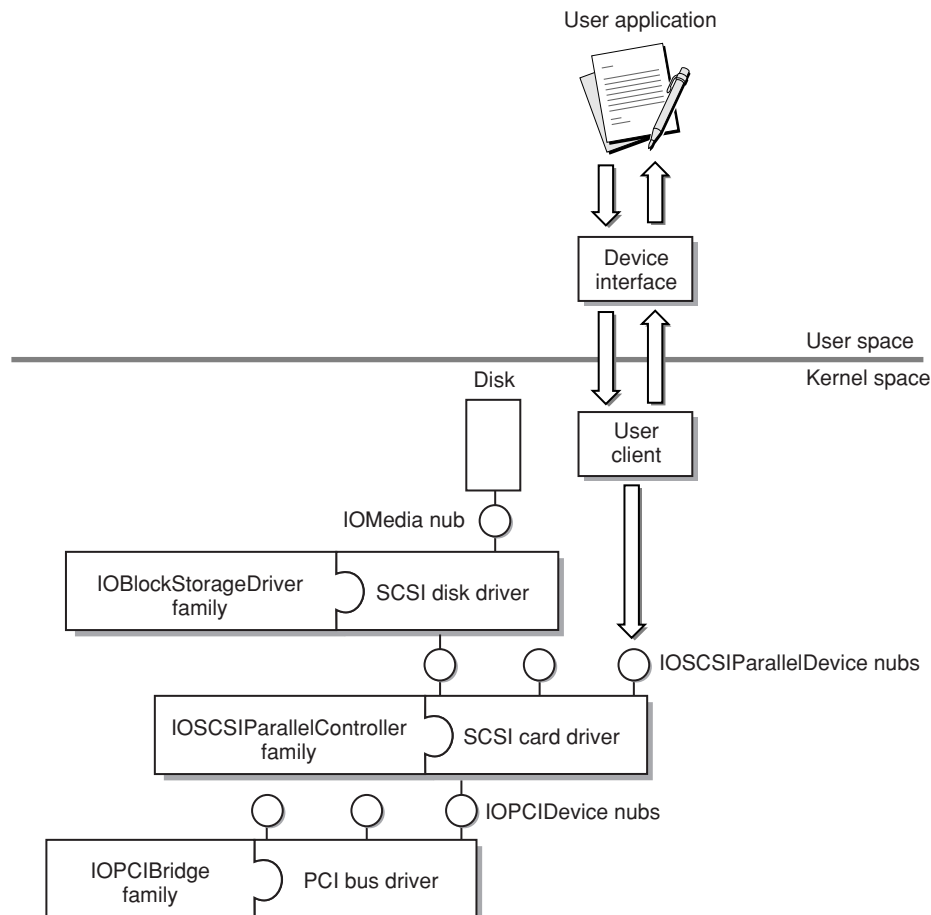 User application
Device
interface
User space
Kernel space
Disk
User
client
IOMedia nub
IOBlockStorageDriver
family
SCSI disk driver
IOSCSIParallelDevice nubs
IOSCSIParallelController
family
SCSI card driver
IOPCIDevice nubs
IOPCIBridge
family
PCI bus driver